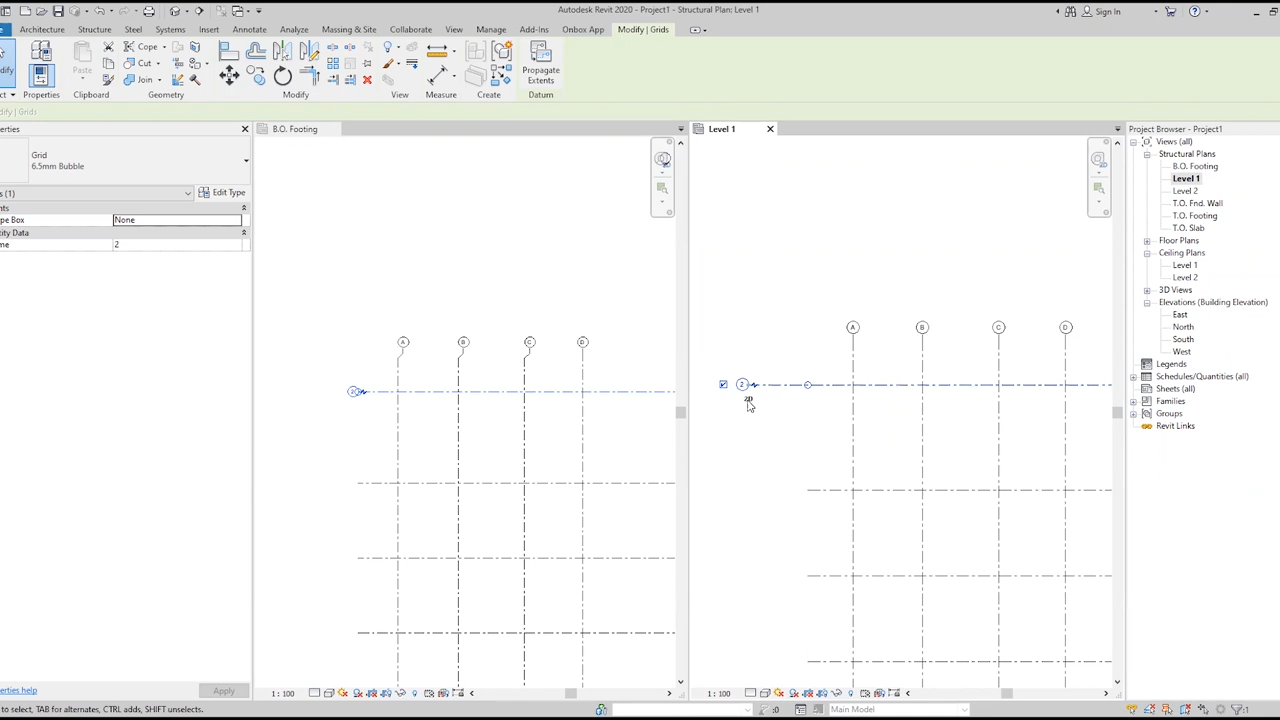 Autodesk Revit 2020 - Project1 - Structural Plan: Level 1
Sign In
Architecture Structure Steel Systems Insert Annotate Analyze Massing & Site Collaborate View Manage Add-Ins Onbox App Modify | Grids
Cope
Cut
Join
Paste
Propagate
Extents
Properties Clipboard Geometry Modify View Measure Create Datum
Modify | Grids
B.O. Footing
Level 1
Project Browser - Project1
Grid
6.5mm Bubble
Edit Type
None
2
A B C D
2
2D
A B C D
Views (all)
Structural Plans
B.O. Footing
Level 1
Level 2
T.O. Fnd. Wall
T.O. Footing
T.O. Slab
Floor Plans
Ceiling Plans
Level 1
Level 2
3D Views
Elevations (Building Elevation)
East
North
South
West
Legends
Schedules/Quantities (all)
Sheets (all)
Families
Groups
Revit Links
Apply
1 : 100
1 : 100
to select, TAB for alternates, CTRL adds, SHIFT unselects.
:0
Main Model
:1